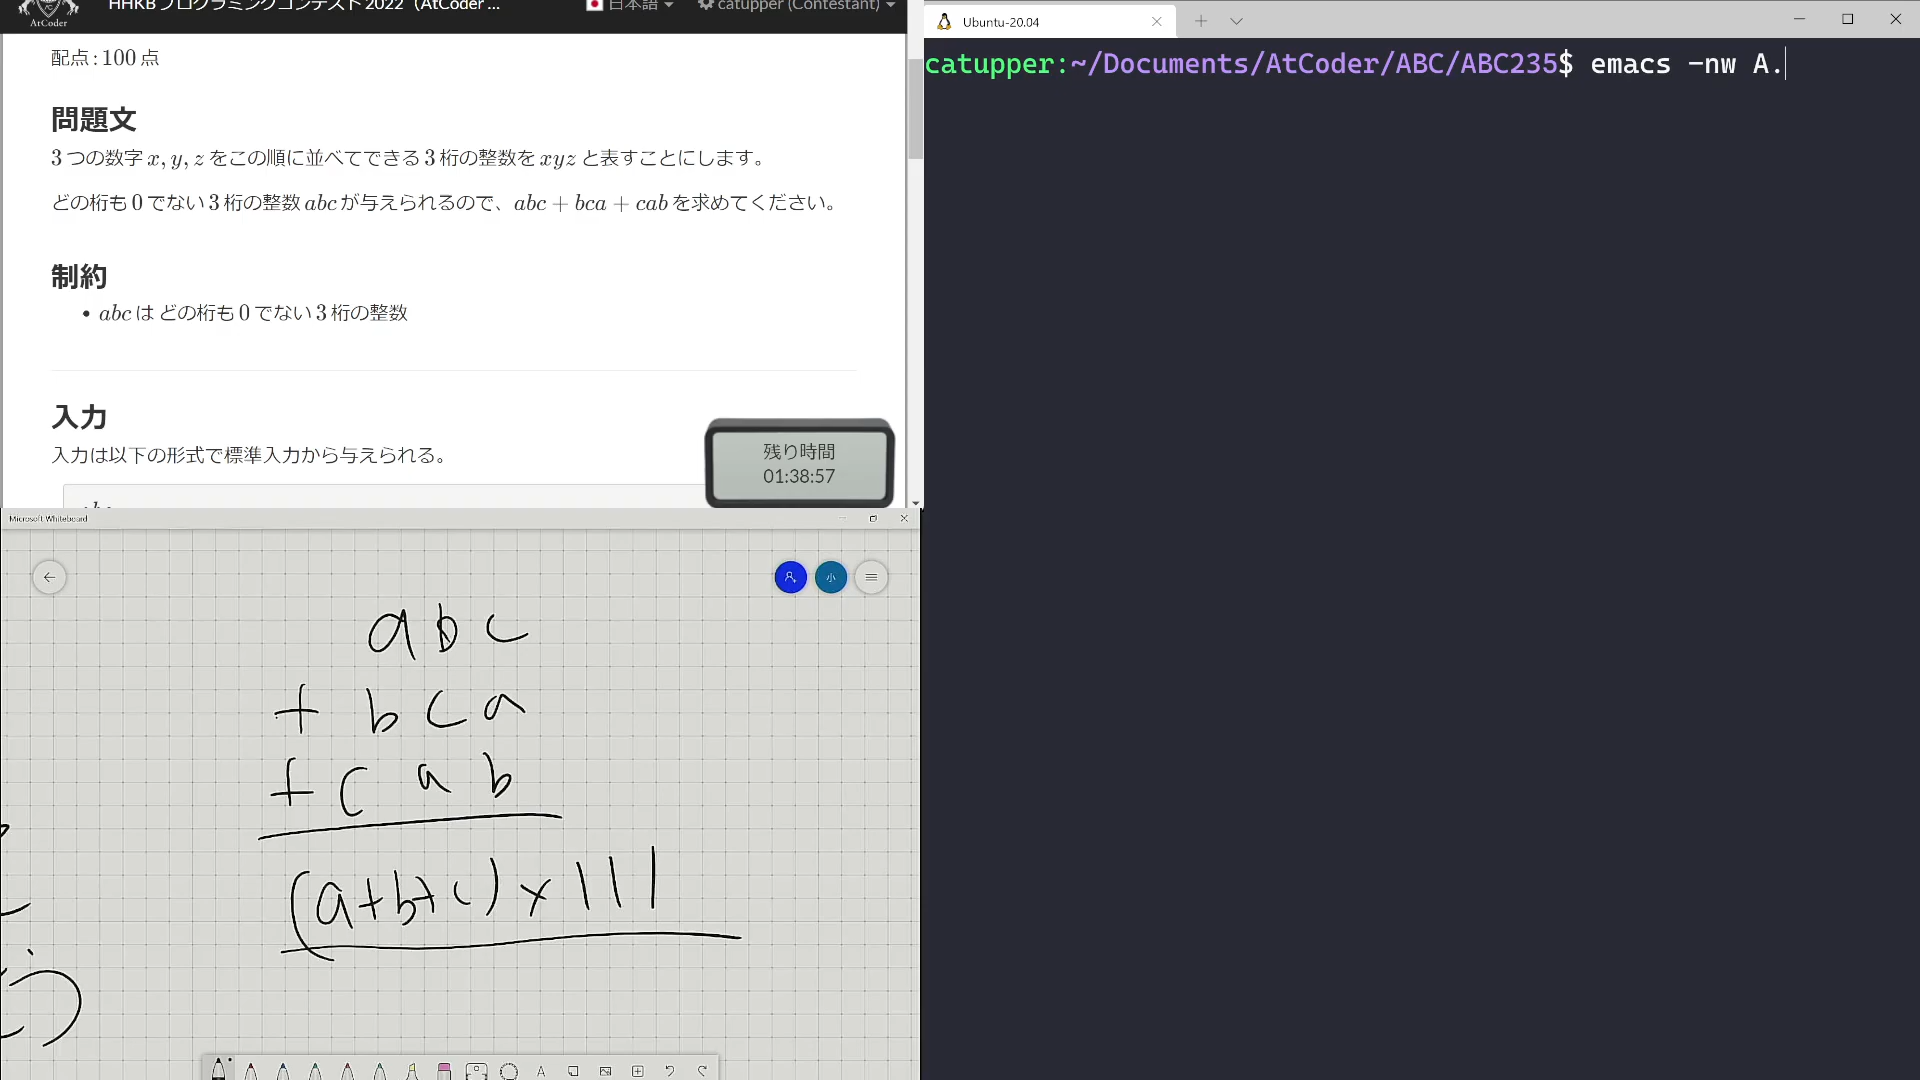 HHKB プログラミングコンテスト 2022 (AtCoder ...
日本語
catupper (Contestant)
AtCoder
配点 : 100 点
問題文
3 つの数字 x, y, z をこの順に並べてできる 3 桁の整数を xyz と表すことにします。
どの桁も 0 でない 3 桁の整数 abc が与えられるので、abc + bca + cab を求めてください。
制約
• abc は どの桁も 0 でない 3 桁の整数
入力
入力は以下の形式で標準入力から与えられる。
残り時間
01:38:57
Ubuntu-20.04
catupper:~/Documents/AtCoder/ABC/ABC235$ emacs -nw A.
Microsoft Whiteboard
小
abc
+ bca
+ cab
(a+b+c) × 111